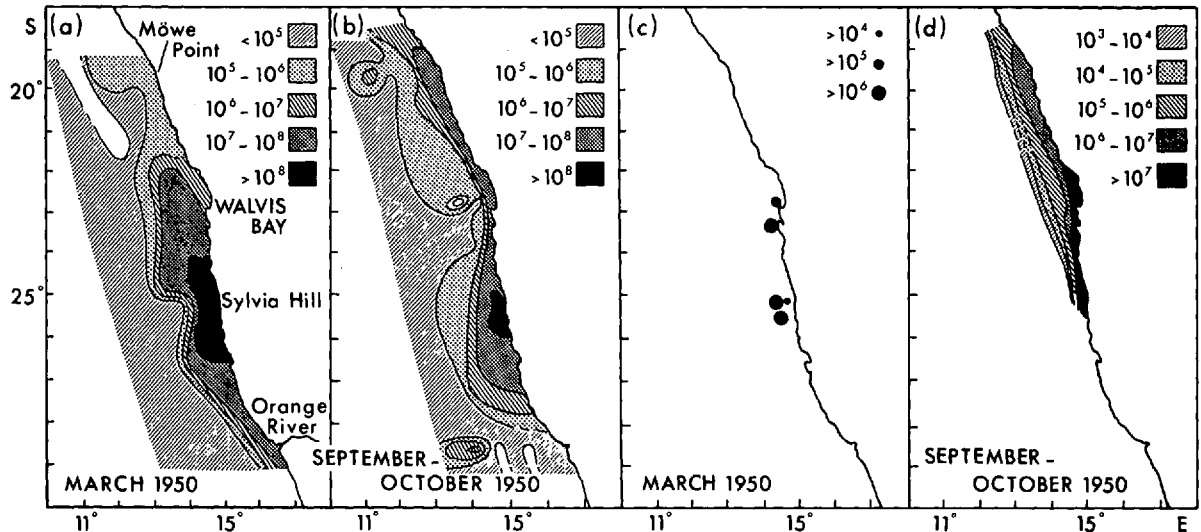 S
20°
25°
(a)
Möwe
Point
<10⁵
10⁵ – 10⁶
10⁶ – 10⁷
10⁷ – 10⁸
>10⁸
WALVIS
BAY
Sylvia Hill
Orange
River
MARCH 1950
11°
15°
(b)
<10⁵
10⁵ – 10⁶
10⁶ – 10⁷
10⁷ – 10⁸
>10⁸
SEPTEMBER –
OCTOBER 1950
11°
15°
(c)
>10⁴
>10⁵
>10⁶
MARCH 1950
11°
15°
(d)
10³ – 10⁴
10⁴ – 10⁵
10⁵ – 10⁶
10⁶ – 10⁷
>10⁷
SEPTEMBER –
OCTOBER 1950
11°
15°
E